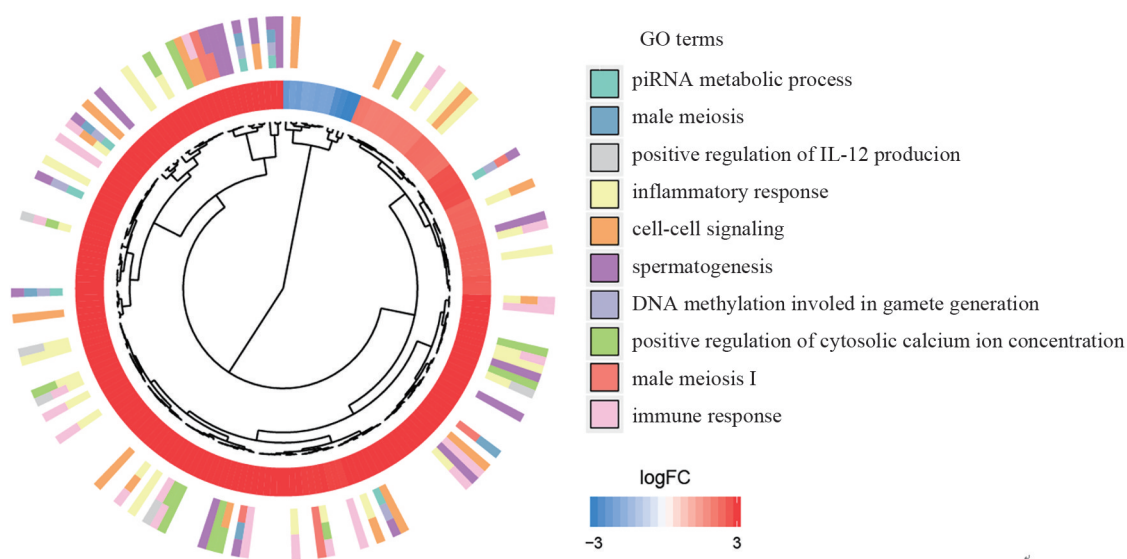 GO terms
piRNA metabolic process
male meiosis
positive regulation of IL-12 producion
inflammatory response
cell-cell signaling
spermatogenesis
DNA methylation involed in gamete generation
positive regulation of cytosolic calcium ion concentration
male meiosis I
immune response
logFC
−3 3